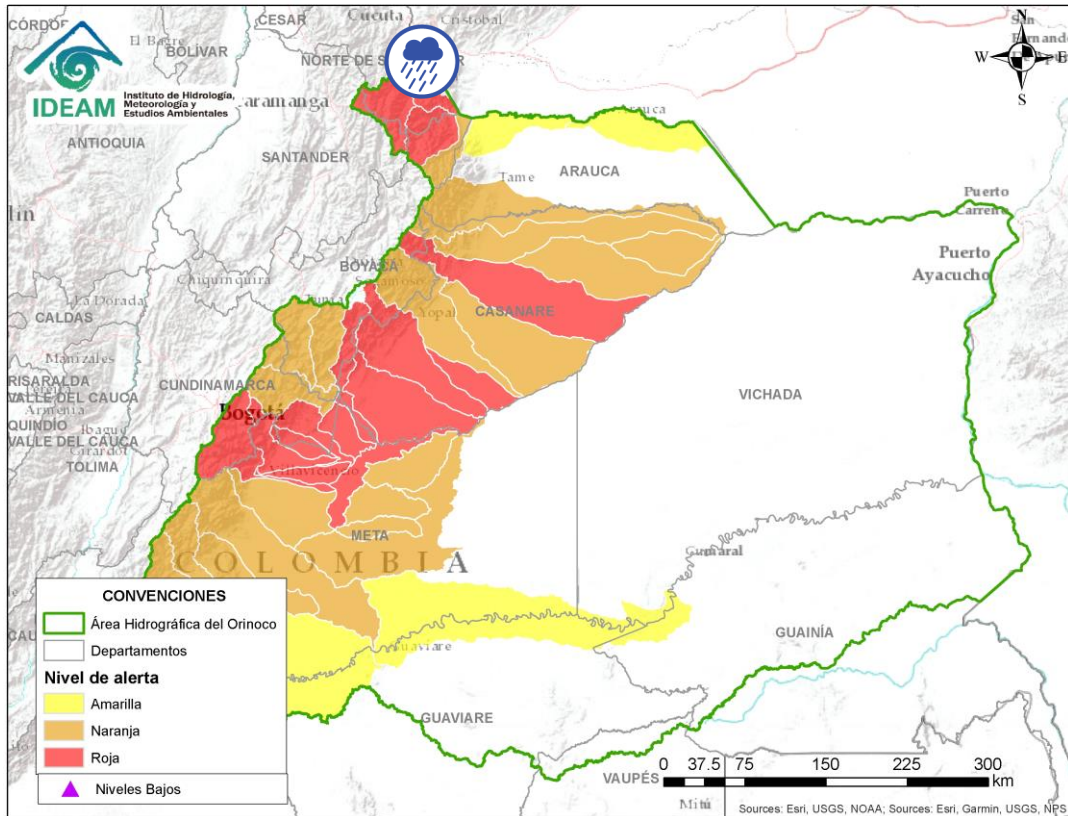 CÓRDO
CESAR
Cucuta
Cristobal
N
W
E
S
El Bagre
BOLÍVAR
NORTE DE S
IDEAM
Instituto de Hidrología,
Meteorología y
Estudios Ambientales
aramanga
Arauca
ANTIOQUIA
SANTANDER
Tame
ARAUCA
Puerto
Carreño
Puerto
Ayacucho
BOYACÁ
Chiquinquira
La Dorada
Yopal
CASANARE
CALDAS
Manizales
RISARALDA
CUNDINAMARCA
VICHADA
VALLE DEL CAUCA
Armenia
Bogotá
QUINDÍO
Ibague
VALLE DEL CAUCA
Girardot
TOLIMA
Villavicencio
META
COLOMBIA
GUAINÍA
GUAVIARE
VAUPÉS
Mitú
CONVENCIONES
Área Hidrográfica del Orinoco
Departamentos
Nivel de alerta
Amarilla
Naranja
Roja
Niveles Bajos
0 37.5 75 150 225 300
km
Sources: Esri, USGS, NOAA; Sources: Esri, Garmin, USGS, NPS